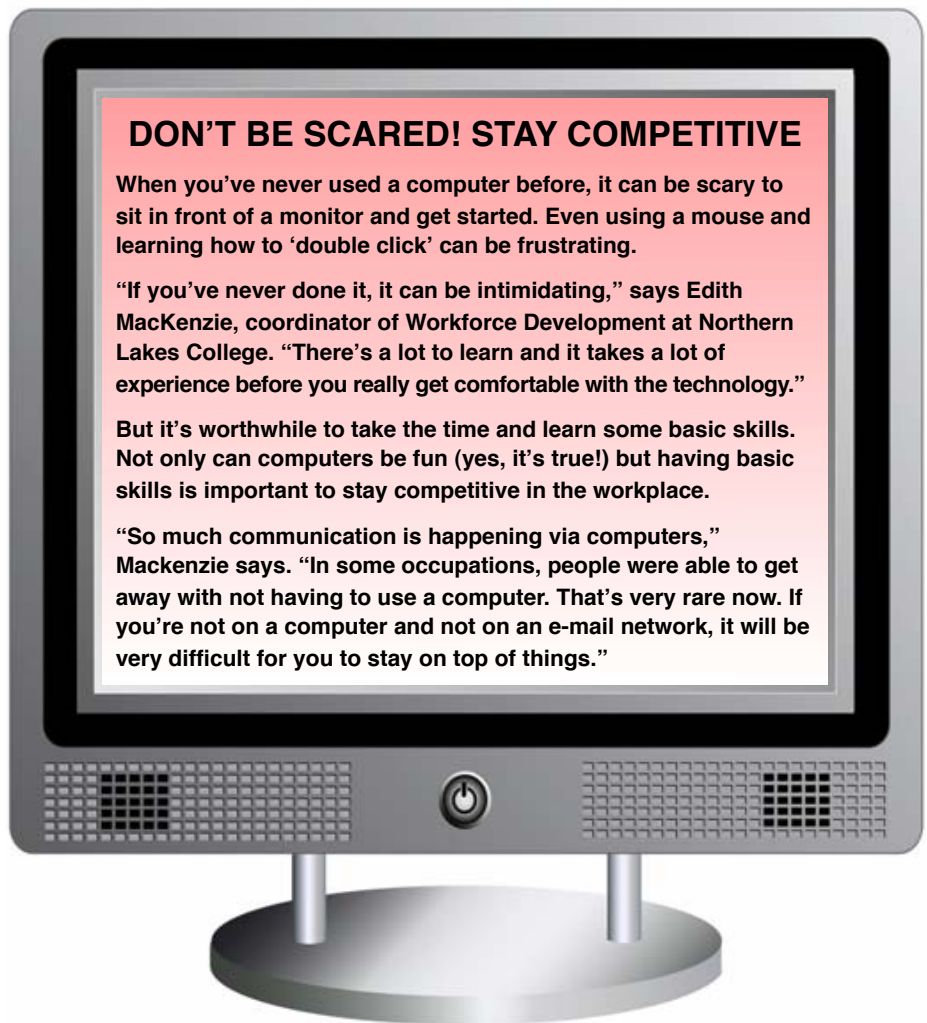 DON’T BE SCARED! STAY COMPETITIVE
When you’ve never used a computer before, it can be scary to
sit in front of a monitor and get started. Even using a mouse and
learning how to ‘double click’ can be frustrating.
“If you’ve never done it, it can be intimidating,” says Edith
MacKenzie, coordinator of Workforce Development at Northern
Lakes College. “There’s a lot to learn and it takes a lot of
experience before you really get comfortable with the technology.”
But it’s worthwhile to take the time and learn some basic skills.
Not only can computers be fun (yes, it’s true!) but having basic
skills is important to stay competitive in the workplace.
“So much communication is happening via computers,”
Mackenzie says. “In some occupations, people were able to get
away with not having to use a computer. That’s very rare now. If
you’re not on a computer and not on an e-mail network, it will be
very difficult for you to stay on top of things.”